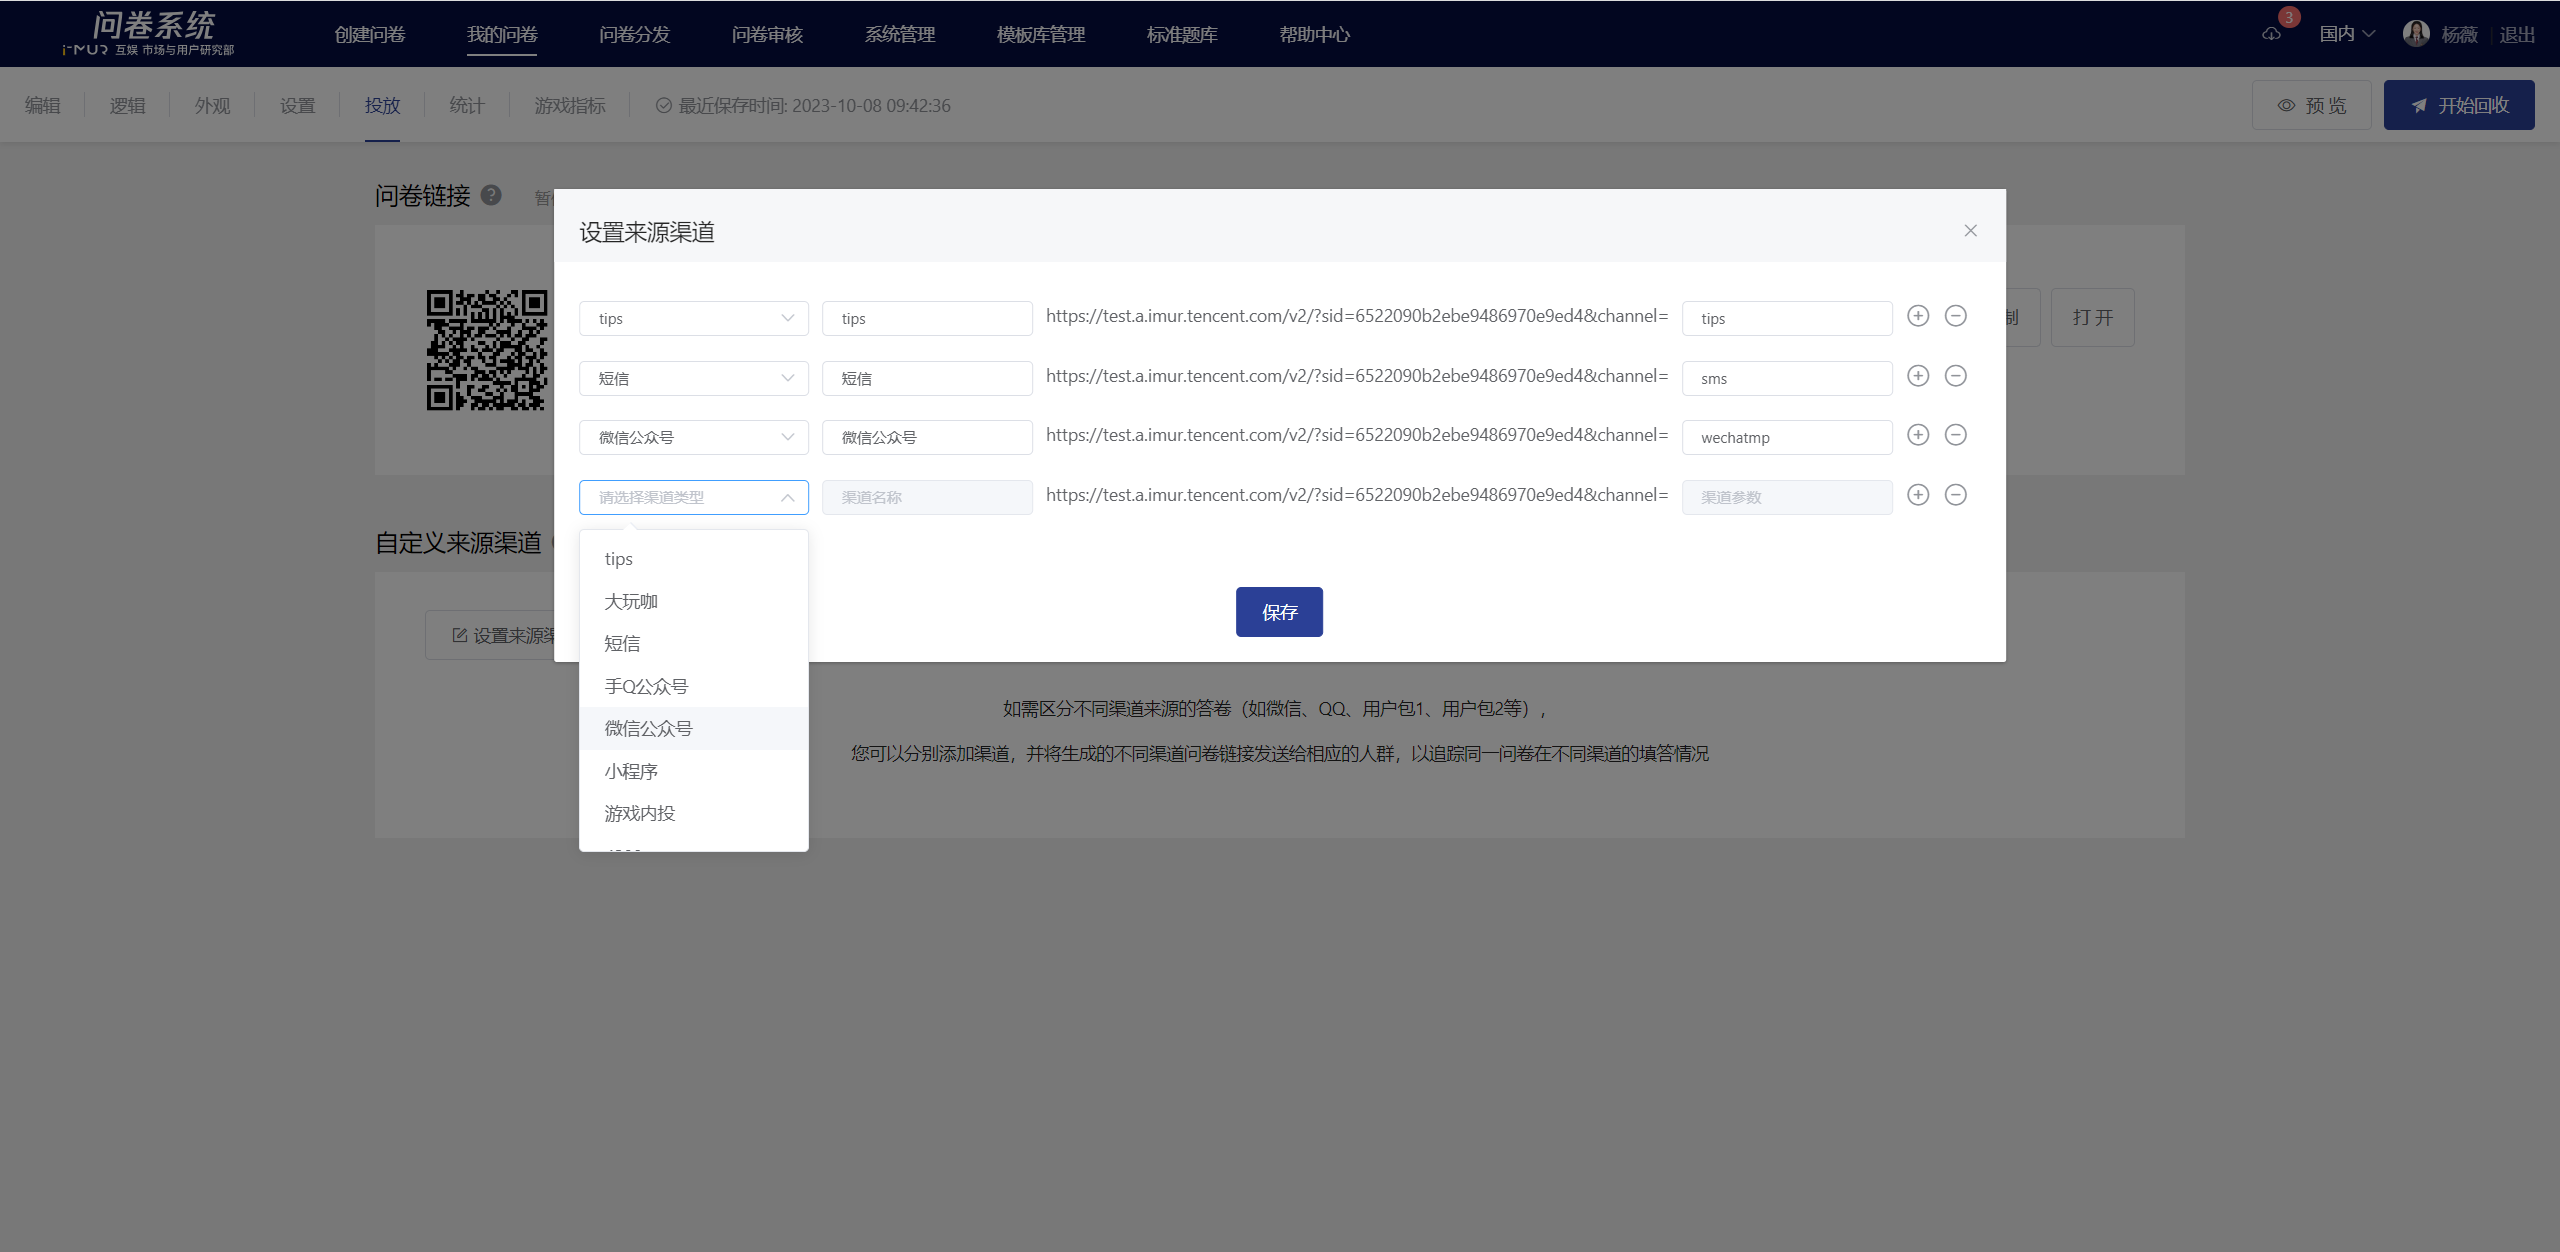 问卷系统
i-MUR 互娱 市场与用户研究部
创建问卷
我的问卷
问卷分发
问卷审核
系统管理
模板库管理
标准题库
帮助中心
3
国内
杨薇
退出
编辑
逻辑
外观
设置
投放
统计
游戏指标
最近保存时间: 2023-10-08 09:42:36
预 览
开始回收
问卷链接
?
暂
设置来源渠道
tips
tips
https://test.a.imur.tencent.com/v2/?sid=6522090b2ebe9486970e9ed4&channel=
tips
制
打 开
短信
短信
https://test.a.imur.tencent.com/v2/?sid=6522090b2ebe9486970e9ed4&channel=
sms
微信公众号
微信公众号
https://test.a.imur.tencent.com/v2/?sid=6522090b2ebe9486970e9ed4&channel=
wechatmp
请选择渠道类型
渠道名称
https://test.a.imur.tencent.com/v2/?sid=6522090b2ebe9486970e9ed4&channel=
渠道参数
自定义来源渠道
tips
大玩咖
短信
手Q公众号
微信公众号
小程序
游戏内投
保存
设置来源渠
如需区分不同渠道来源的答卷（如微信、QQ、用户包1、用户包2等），
您可以分别添加渠道，并将生成的不同渠道问卷链接发送给相应的人群，以追踪同一问卷在不同渠道的填答情况